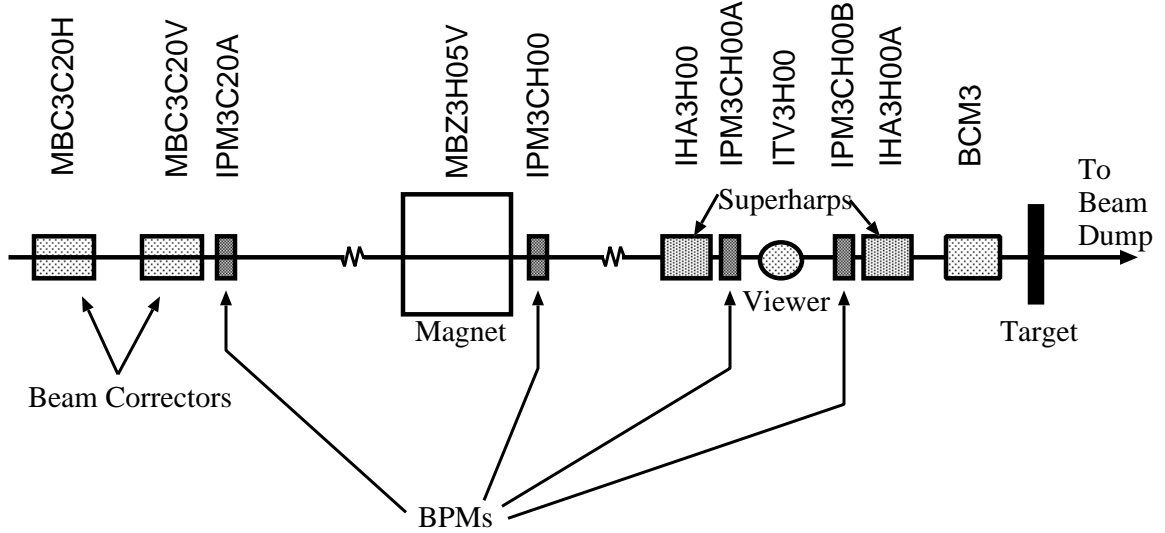 MBC3C20H
MBC3C20V
IPM3C20A
MBZ3H05V
IPM3CH00
IHA3H00
IPM3CH00A
ITV3H00
IPM3CH00B
IHA3H00A
BCM3
To
Beam
Dump
Superharps
Viewer
Magnet
Target
Beam Correctors
BPMs